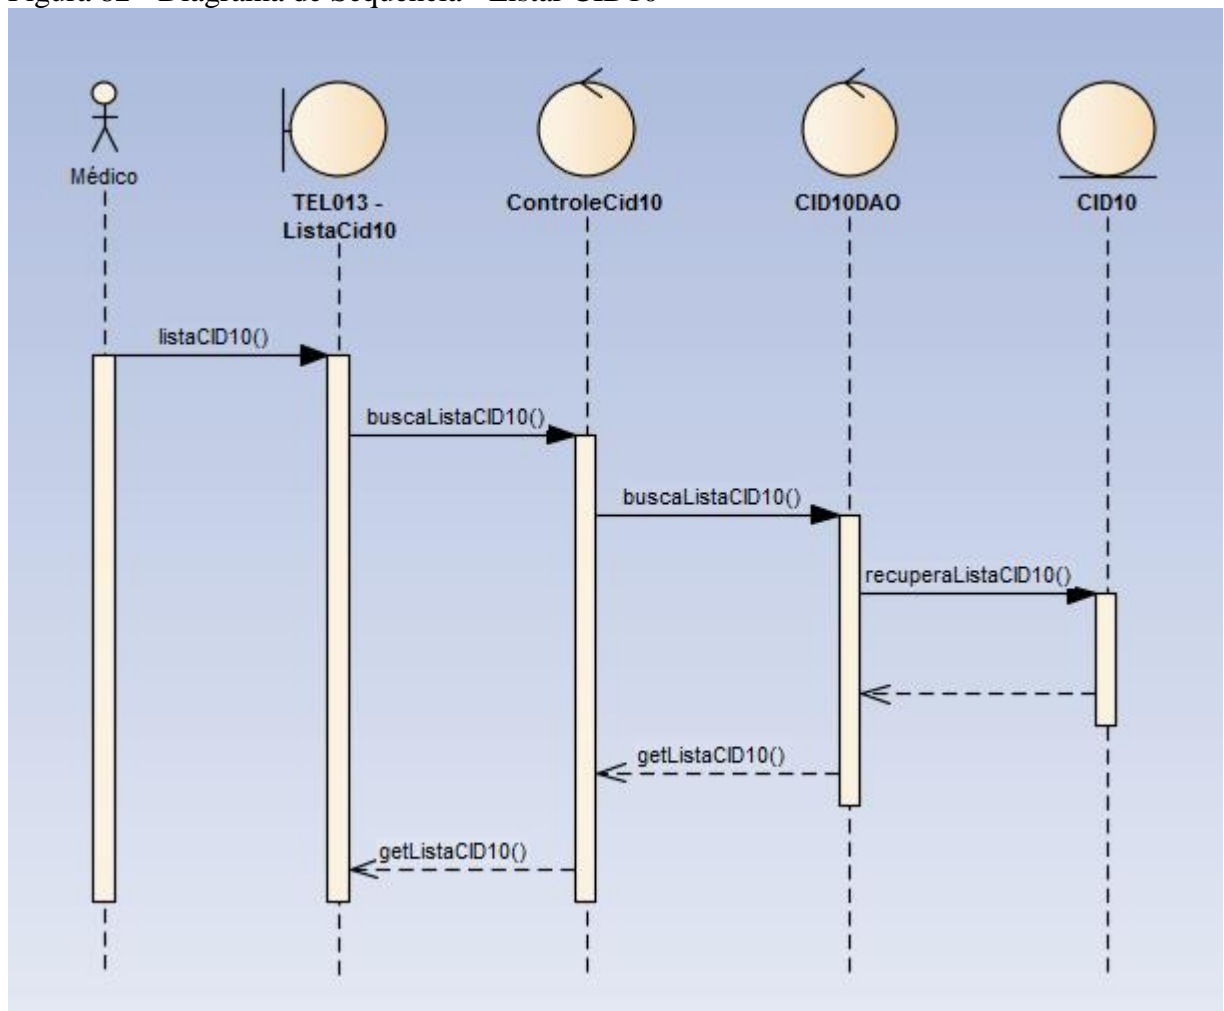 Figura 62 - Diagrama de Sequência - Listar CID10
Médico
TEL013 -
ListaCid10
ControleCid10
CID10DAO
CID10
listaCID10()
buscaListaCID10()
buscaListaCID10()
recuperaListaCID10()
getListaCID10()
getListaCID10()